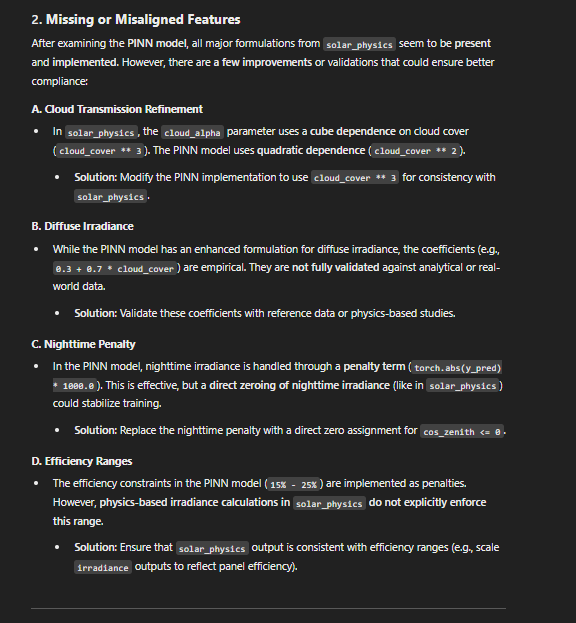 2. Missing or Misaligned Features
After examining the PINN model, all major formulations from solar_physics seem to be present
and implemented. However, there are a few improvements or validations that could ensure better
compliance:
A. Cloud Transmission Refinement
• In solar_physics, the cloud_alpha parameter uses a cube dependence on cloud cover
(cloud_cover ** 3). The PINN model uses quadratic dependence (cloud_cover ** 2).
• Solution: Modify the PINN implementation to use cloud_cover ** 3 for consistency with
solar_physics.
B. Diffuse Irradiance
• While the PINN model has an enhanced formulation for diffuse irradiance, the coefficients (e.g.,
0.3 + 0.7 * cloud_cover) are empirical. They are not fully validated against analytical or real-
world data.
• Solution: Validate these coefficients with reference data or physics-based studies.
C. Nighttime Penalty
• In the PINN model, nighttime irradiance is handled through a penalty term (torch.abs(y_pred)
* 1000.0). This is effective, but a direct zeroing of nighttime irradiance (like in solar_physics)
could stabilize training.
• Solution: Replace the nighttime penalty with a direct zero assignment for cos_zenith <= 0.
D. Efficiency Ranges
• The efficiency constraints in the PINN model (15% - 25%) are implemented as penalties.
However, physics-based irradiance calculations in solar_physics do not explicitly enforce
this range.
• Solution: Ensure that solar_physics output is consistent with efficiency ranges (e.g., scale
irradiance outputs to reflect panel efficiency).